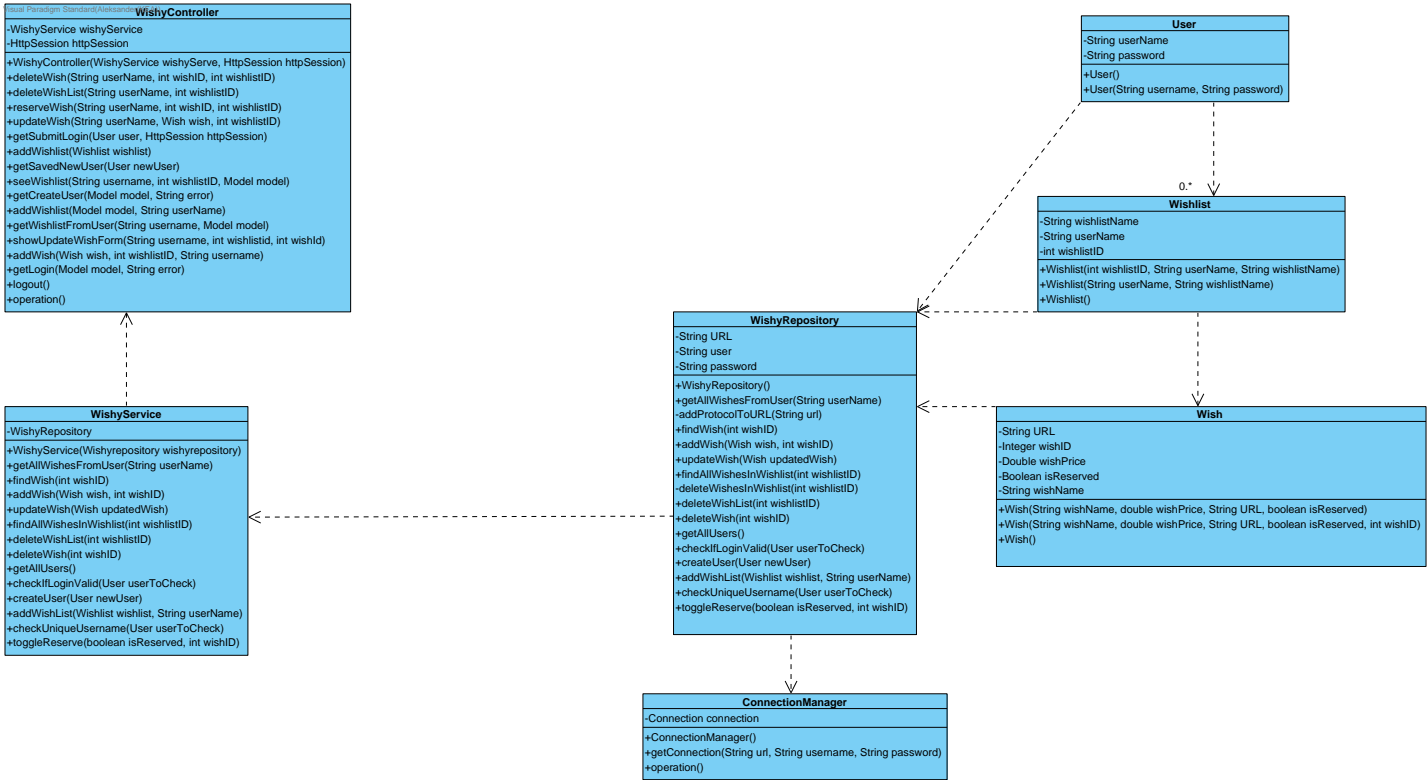 Visual Paradigm Standard(Aleksander
WishyController
-WishyService wishyService
-HttpSession httpSession
+WishyController(WishyService wishyServe, HttpSession httpSession)
+deleteWish(String userName, int wishID, int wishlistID)
+deleteWishList(String userName, int wishlistID)
+reserveWish(String userName, int wishID, int wishlistID)
+updateWish(String userName, Wish wish, int wishlistID)
+getSubmitLogin(User user, HttpSession httpSession)
+addWishlist(Wishlist wishlist)
+getSavedNewUser(User newUser)
+seeWishlist(String username, int wishlistID, Model model)
+getCreateUser(Model model, String error)
+addWishlist(Model model, String userName)
+getWishlistFromUser(String username, Model model)
+showUpdateWishForm(String username, int wishlistid, int wishId)
+addWish(Wish wish, int wishlistID, String username)
+getLogin(Model model, String error)
+logout()
+operation()
User
-String userName
-String password
+User()
+User(String username, String password)
0.*
Wishlist
-String wishlistName
-String userName
-int wishlistID
+Wishlist(int wishlistID, String userName, String wishlistName)
+Wishlist(String userName, String wishlistName)
+Wishlist()
WishyRepository
-String URL
-String user
-String password
+WishyRepository()
+getAllWishesFromUser(String userName)
-addProtocolToURL(String url)
+findWish(int wishID)
+addWish(Wish wish, int wishID)
+updateWish(Wish updatedWish)
+findAllWishesInWishlist(int wishlistID)
-deleteWishesInWishlist(int wishlistID)
+deleteWishList(int wishlistID)
+deleteWish(int wishID)
+getAllUsers()
+checkIfLoginValid(User userToCheck)
+createUser(User newUser)
+addWishList(Wishlist wishlist, String userName)
+checkUniqueUsername(User userToCheck)
+toggleReserve(boolean isReserved, int wishID)
WishyService
-WishyRepository
+WishyService(Wishyrepository wishyrepository)
+getAllWishesFromUser(String userName)
+findWish(int wishID)
+addWish(Wish wish, int wishID)
+updateWish(Wish updatedWish)
+findAllWishesInWishlist(int wishlistID)
+deleteWishList(int wishlistID)
+deleteWish(int wishID)
+getAllUsers()
+checkIfLoginValid(User userToCheck)
+createUser(User newUser)
+addWishList(Wishlist wishlist, String userName)
+checkUniqueUsername(User userToCheck)
+toggleReserve(boolean isReserved, int wishID)
Wish
-String URL
-Integer wishID
-Double wishPrice
-Boolean isReserved
-String wishName
+Wish(String wishName, double wishPrice, String URL, boolean isReserved)
+Wish(String wishName, double wishPrice, String URL, boolean isReserved, int wishID)
+Wish()
ConnectionManager
-Connection connection
+ConnectionManager()
+getConnection(String url, String username, String password)
+operation()